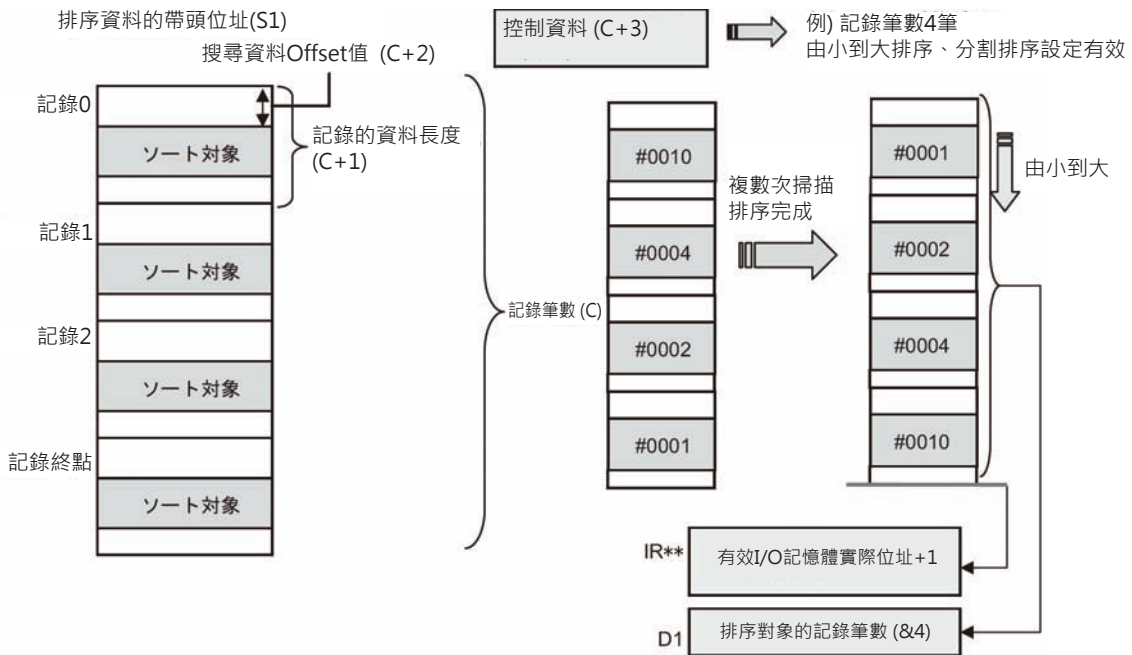 排序資料的帶頭位址(S1)
搜尋資料Offset值 (C+2)
控制資料 (C+3)
例) 記錄筆數4筆
由小到大排序、分割排序設定有效
記錄0
ソート対象
記錄的資料長度
(C+1)
記錄1
ソート対象
記錄2
ソート対象
記錄終點
ソート対象
記錄筆數 (C)
#0010
#0004
#0002
#0001
複數次掃描
排序完成
#0001
#0002
#0004
#0010
由小到大
IR**
有效I/O記憶體實際位址+1
D1
排序對象的記錄筆數 (&4)